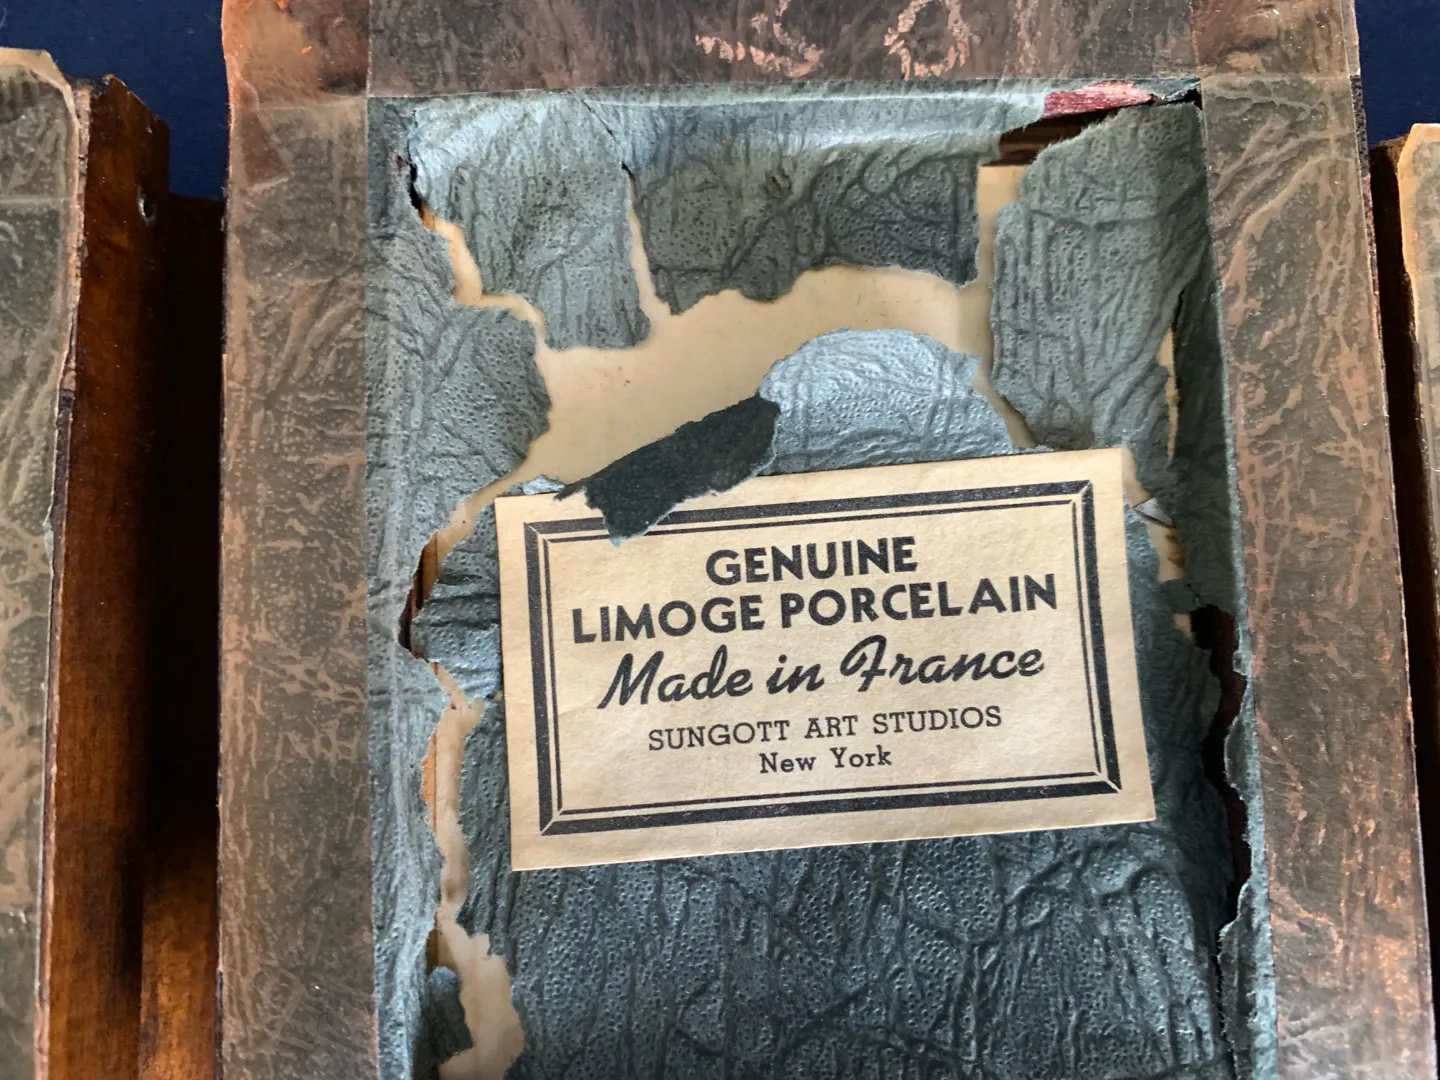 GENUINE
LIMOGE PORCELAIN
Made in France
SUNGOTT ART STUDIOS
New York